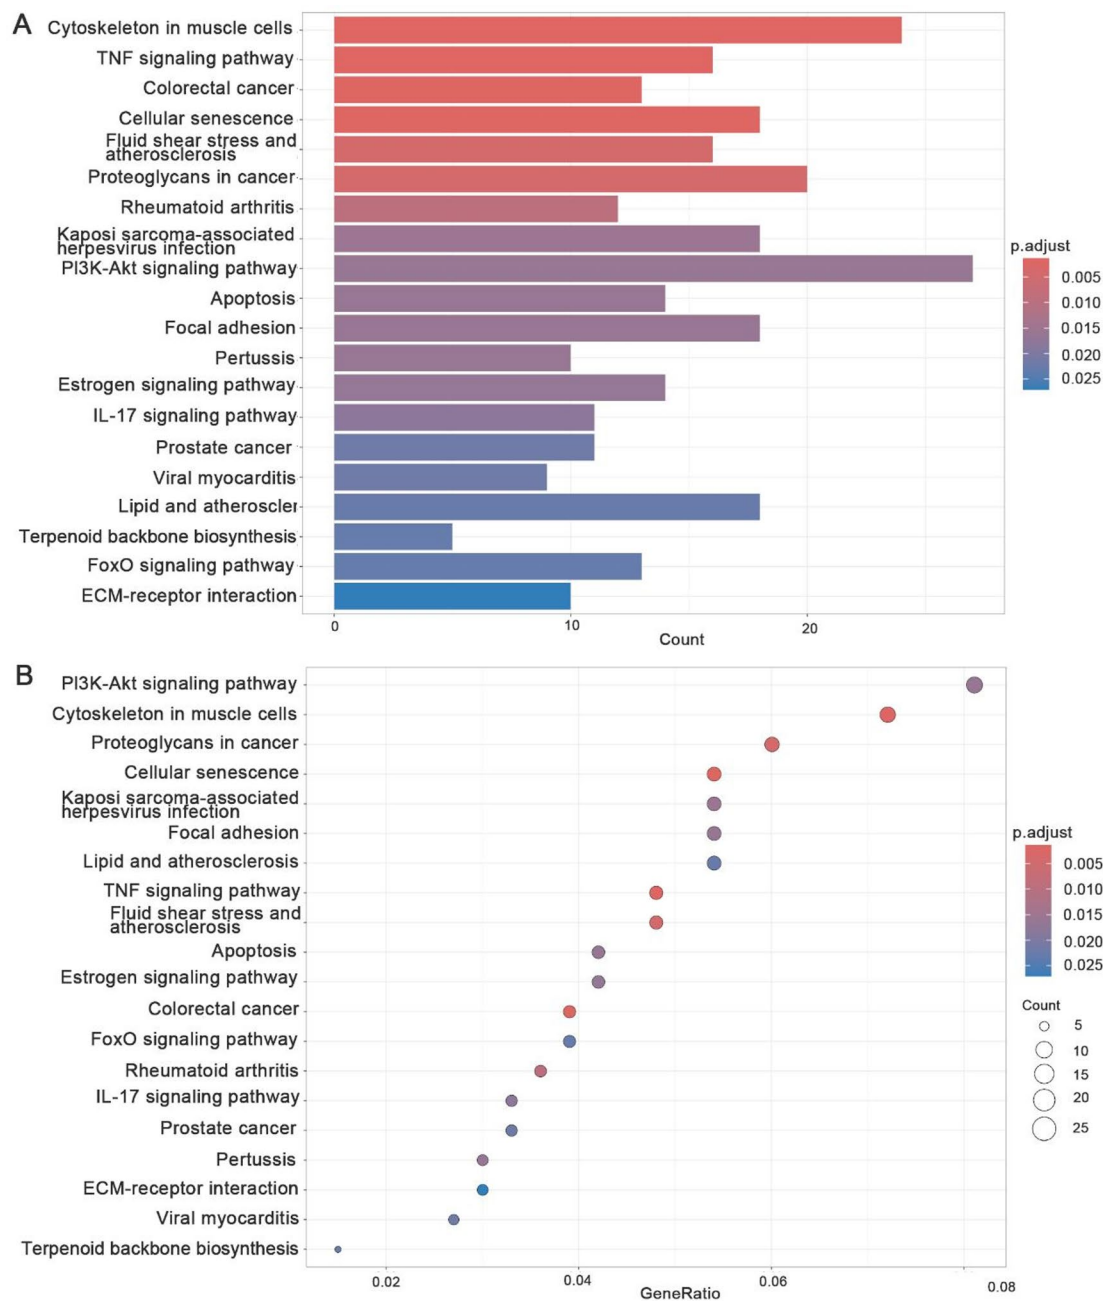 A
Cytoskeleton in muscle cells
TNF signaling pathway
Colorectal cancer
Cellular senescence
Fluid shear stress and
atherosclerosis
Proteoglycans in cancer
Rheumatoid arthritis
Kaposi sarcoma-associated
herpesvirus infection
PI3K-Akt signaling pathway
Apoptosis
Focal adhesion
Pertussis
Estrogen signaling pathway
IL-17 signaling pathway
Prostate cancer
Viral myocarditis
Lipid and atheroscler
Terpenoid backbone biosynthesis
FoxO signaling pathway
ECM-receptor interaction
0 10 20
Count
p.adjust
0.005
0.010
0.015
0.020
0.025
B
PI3K-Akt signaling pathway
Cytoskeleton in muscle cells
Proteoglycans in cancer
Cellular senescence
Kaposi sarcoma-associated
herpesvirus infection
Focal adhesion
Lipid and atherosclerosis
TNF signaling pathway
Fluid shear stress and
atherosclerosis
Apoptosis
Estrogen signaling pathway
Colorectal cancer
FoxO signaling pathway
Rheumatoid arthritis
IL-17 signaling pathway
Prostate cancer
Pertussis
ECM-receptor interaction
Viral myocarditis
Terpenoid backbone biosynthesis
0.02 0.04 0.06 0.08
GeneRatio
p.adjust
0.005
0.010
0.015
0.020
0.025
Count
5
10
15
20
25